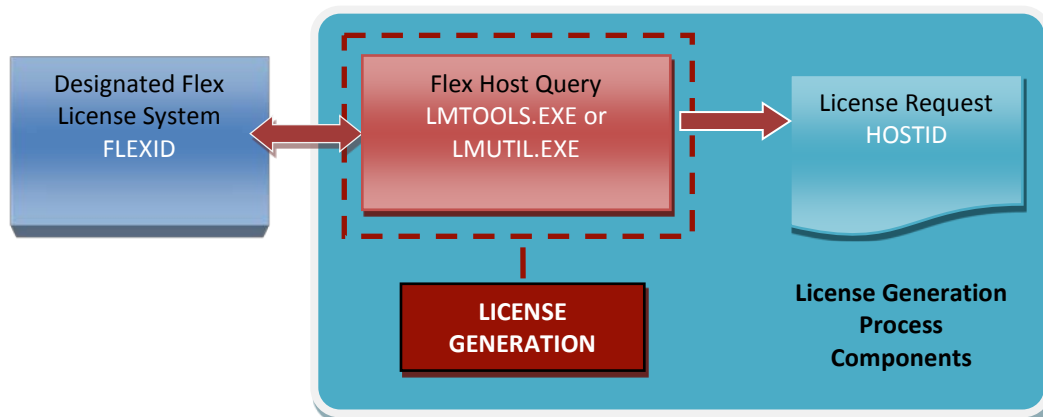 Designated Flex
License System
FLEXID
Flex Host Query
LMTOOLS.EXE or
LMUTIL.EXE
License Request
HOSTID
LICENSE
GENERATION
License Generation
Process
Components